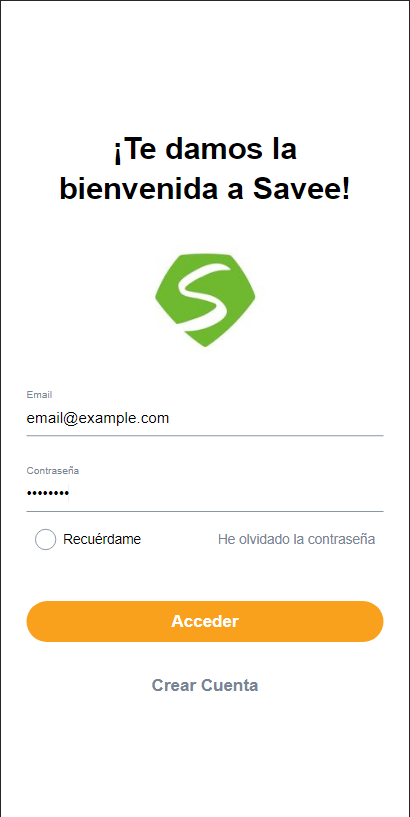 ¡Te damos la
bienvenida a Savee!
S
Email
email@example.com
Contraseña
••••••••
Recuérdame He olvidado la contraseña
Acceder
Crear Cuenta